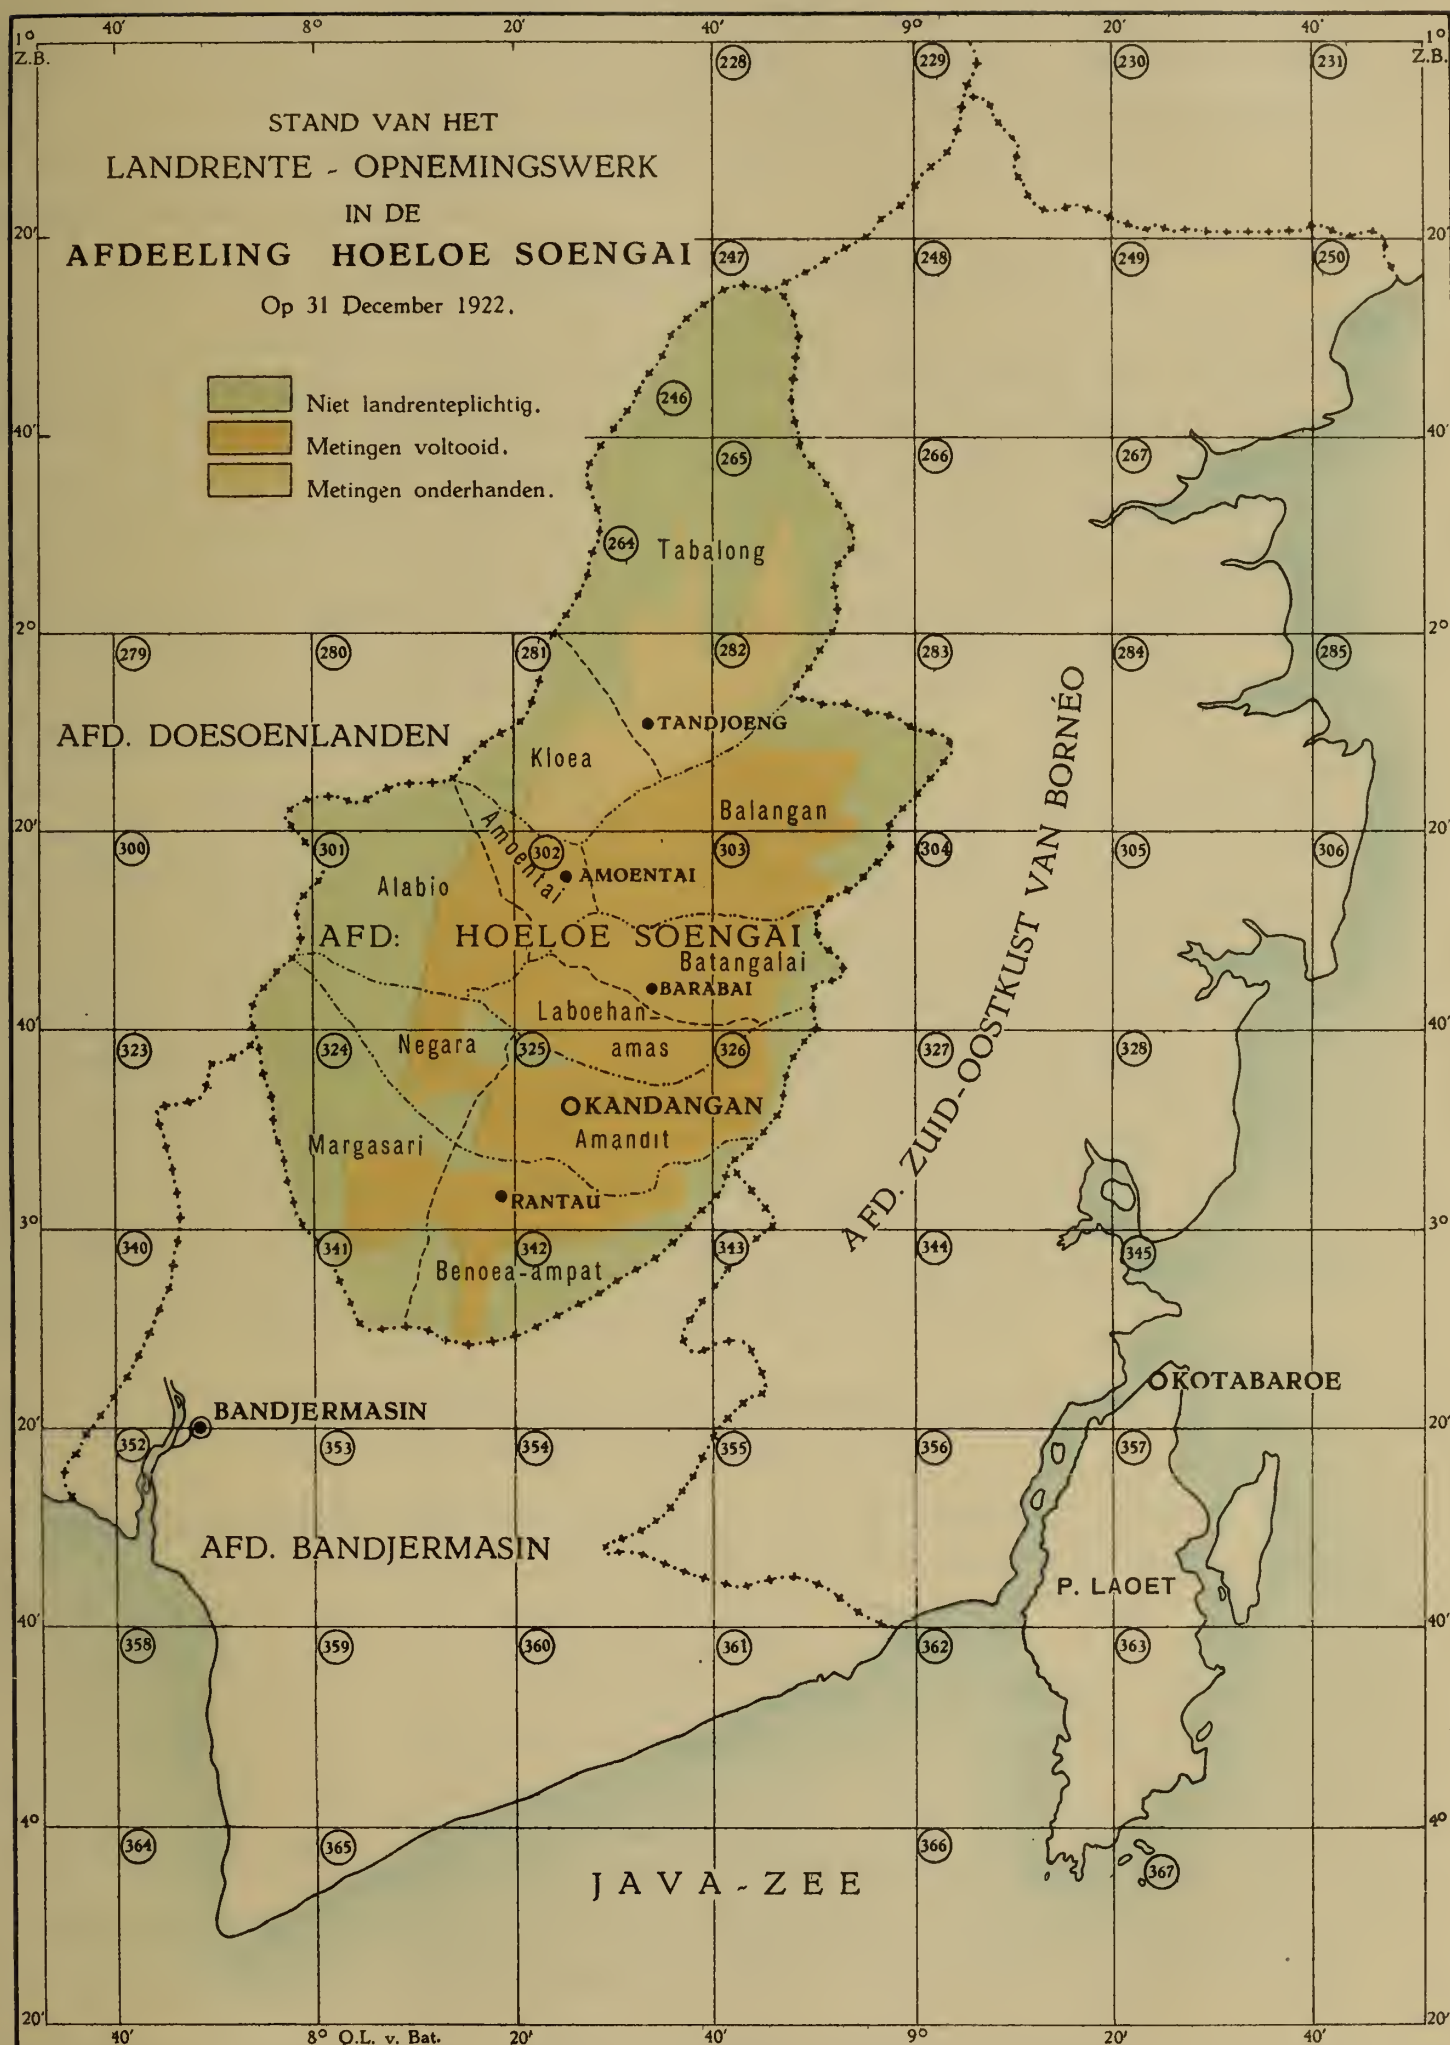 40' 8° 20' 40' 9° 20' 40'
1° 1°
Z.B. Z.B.
228 229 230 231
STAND VAN HET
LANDRENTE - OPNEMINGSWERK
IN DE
AFDEELING HOELOE SOENGAI
Op 31 December 1922.
20' 20'
247 248 249 250
Niet landrenteplichtig.
Metingen voltooid.
Metingen onderhanden.
246
40' 40'
265 266 267
264 Tabalong
2° 2°
279 280 281 282 283 284 285
AFD. DOESOENLANDEN
TANDJOENG
Kloea
Balangan
AFD. ZUID-OOSTKUST VAN BORNÉO
20' 20'
Amoentai
300 301 302 303 304 305 306
Alabio
AMOENTAI
AFD: HOELOE SOENGAI
Batangalai
BARABAI
Laboehan-
amas
40' 40'
Negara
323 324 325 326 327 328
KANDANGAN
Amandit
Margasari
RANTAU
3° 3°
340 341 342 343 344 345
Benoea-ampat
KOTABAROE
BANDJERMASIN
20' 20'
352 353 354 355 356 357
AFD. BANDJERMASIN
P. LAOET
40' 40'
358 359 360 361 362 363
4° 4°
364 365 366 367
JAVA-ZEE
20' 20'
40' 8° O.L. v. Bat. 20' 40' 9° 20' 40'